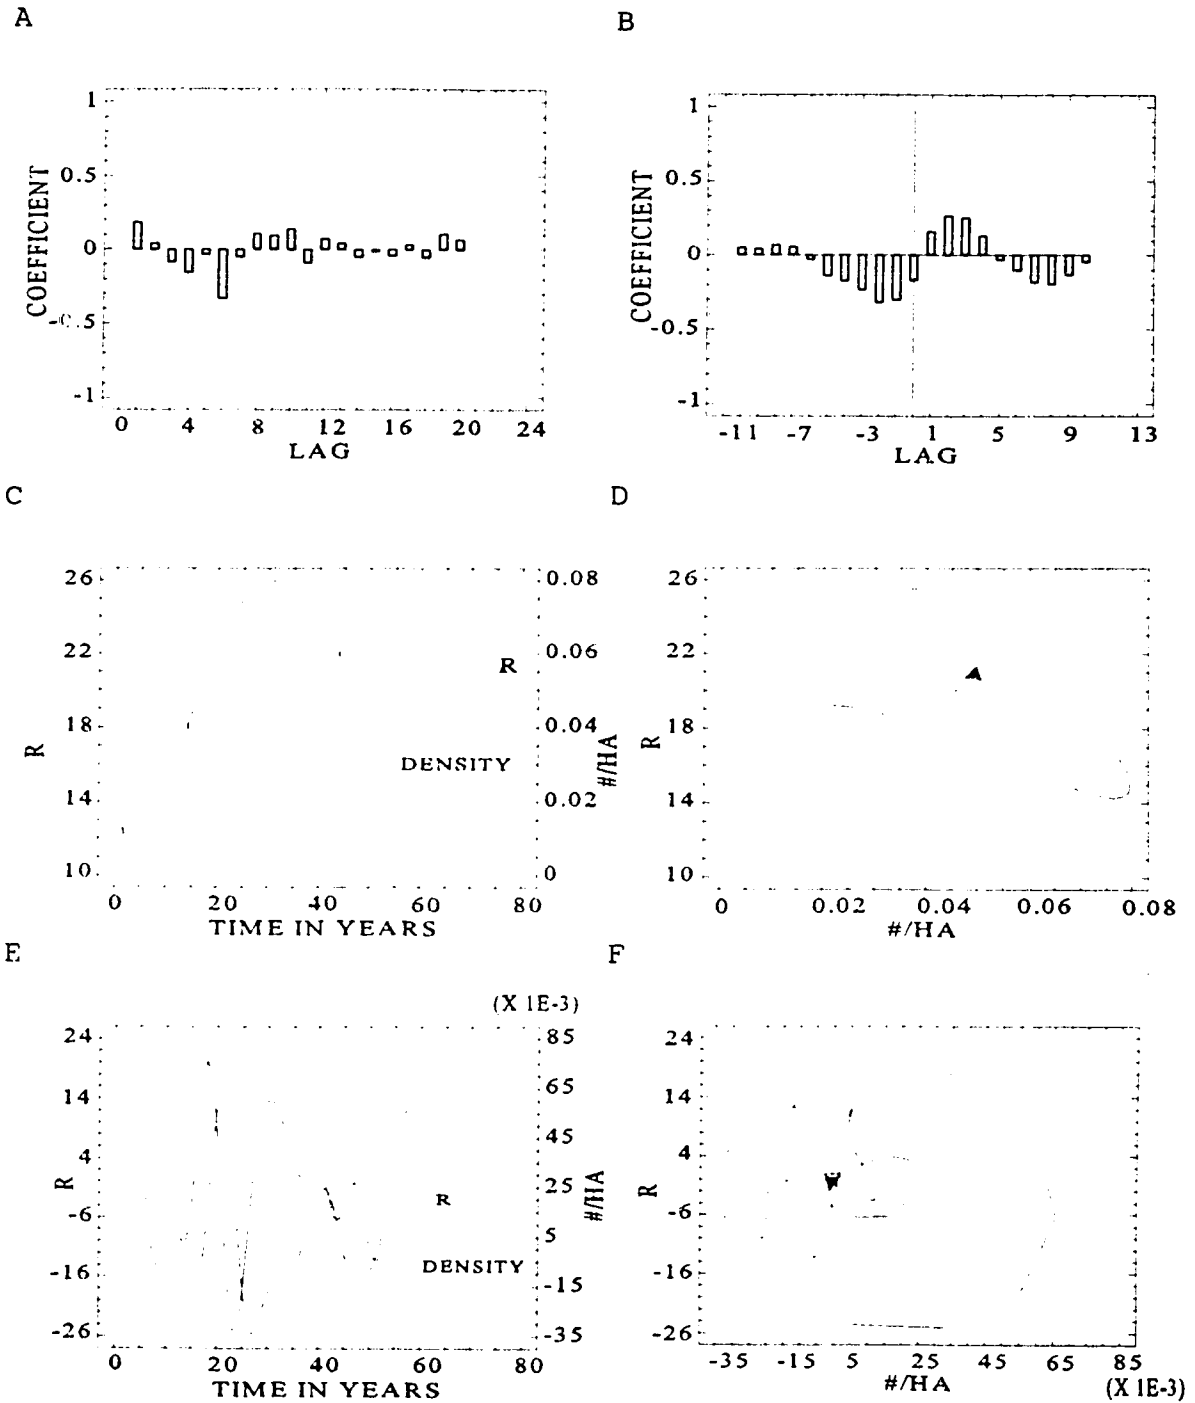 A
B
1
0.5
0
-0.5
-1
COEFFICIENT
0 4 8 12 16 20 24
LAG
1
0.5
0
-0.5
-1
COEFFICIENT
-11 -7 -3 1 5 9 13
LAG
C
D
26
22
18
14
10
R
0.08
0.06
0.04
0.02
0
#/HA
R
DENSITY
0 20 40 60 80
TIME IN YEARS
26
22
18
14
10
R
0 0.02 0.04 0.06 0.08
#/HA
E
F
(X 1E-3)
24
14
4
-6
-16
-26
R
85
65
45
25
5
-15
-35
#/HA
R
DENSITY
0 20 40 60 80
TIME IN YEARS
24
14
4
-6
-16
-26
R
-35 -15 5 25 45 65 85
#/HA
(X 1E-3)